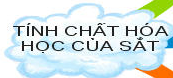 TÍNH CHẤT HÓA
HỌC CỦA SẮT